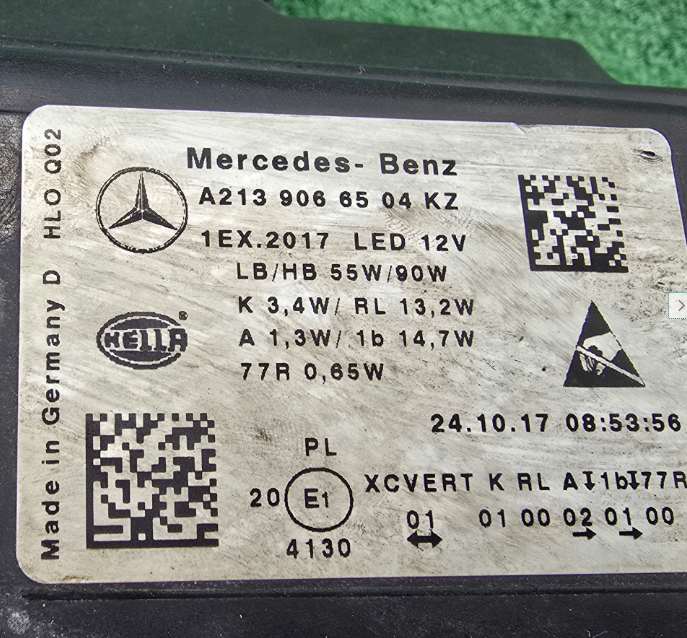 Made in Germany D HLO Q02
Mercedes-Benz
A213 906 65 04 KZ
1EX.2017 LED 12V
LB/HB 55W/90W
K 3,4W/ RL 13,2W
A 1,3W/ 1b 14,7W
77R 0,65W
HELLA®
24.10.17 08:53:56
PL
20 E1
4130
XCVERT K RL A↧1b↧77R
01 01 00 02 01 00